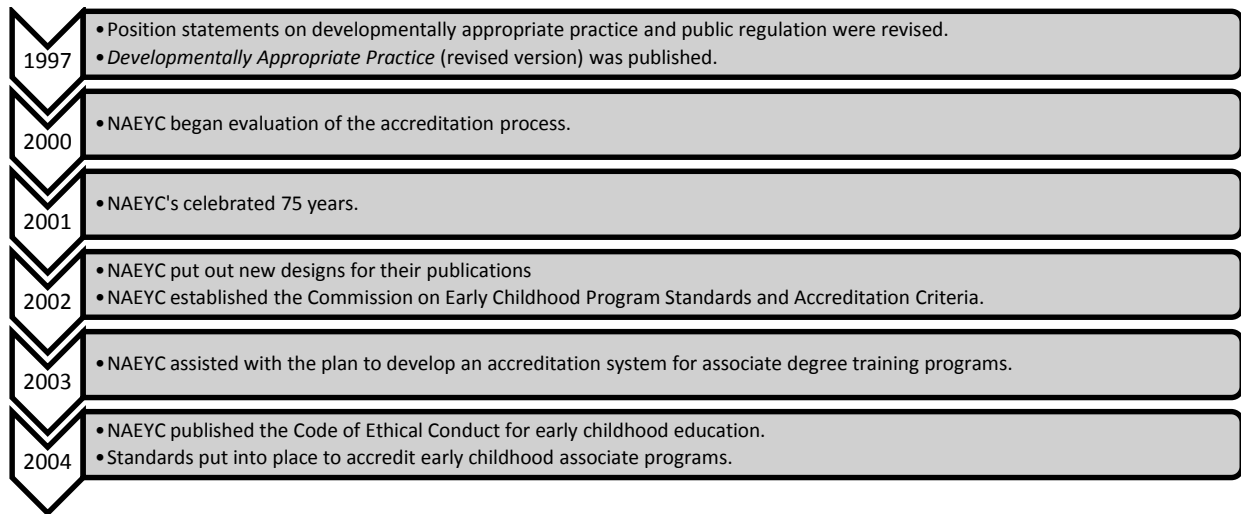 1997
•Position statements on developmentally appropriate practice and public regulation were revised.
•Developmentally Appropriate Practice (revised version) was published.
2000
•NAEYC began evaluation of the accreditation process.
2001
•NAEYC's celebrated 75 years.
2002
•NAEYC put out new designs for their publications
•NAEYC established the Commission on Early Childhood Program Standards and Accreditation Criteria.
2003
•NAEYC assisted with the plan to develop an accreditation system for associate degree training programs.
2004
•NAEYC published the Code of Ethical Conduct for early childhood education.
•Standards put into place to accredit early childhood associate programs.